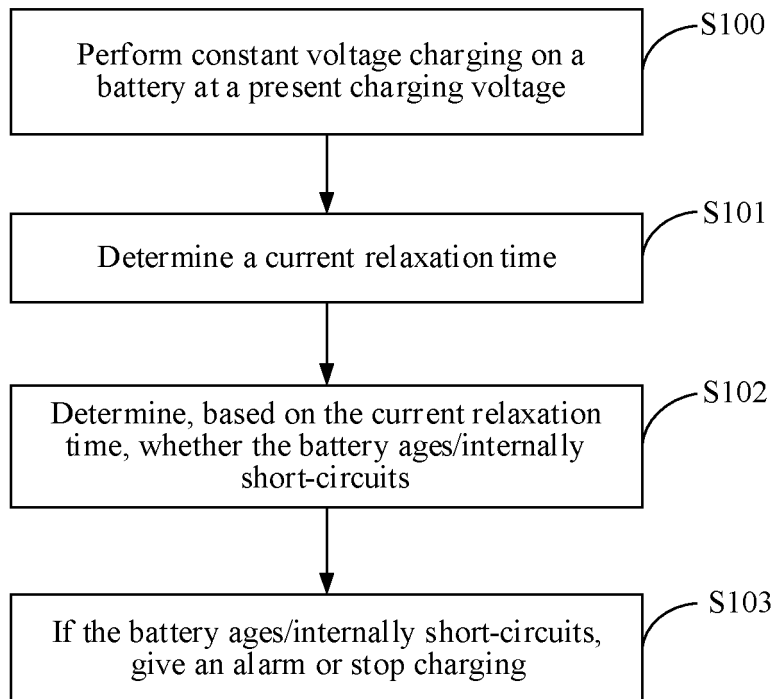 S100
Perform constant voltage charging on a
battery at a present charging voltage
S101
Determine a current relaxation time
S102
Determine, based on the current relaxation
time, whether the battery ages/internally
short-circuits
S103
If the battery ages/internally short-circuits,
give an alarm or stop charging